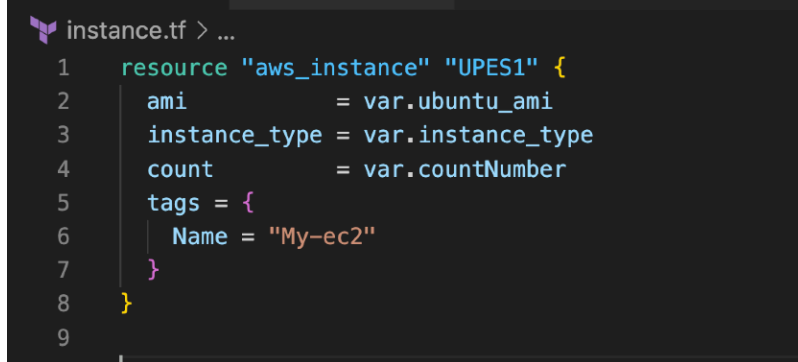 instance.tf > ...
1 resource "aws_instance" "UPES1" {
2   ami           = var.ubuntu_ami
3   instance_type = var.instance_type
4   count         = var.countNumber
5   tags = {
6     Name = "My-ec2"
7   }
8 }
9